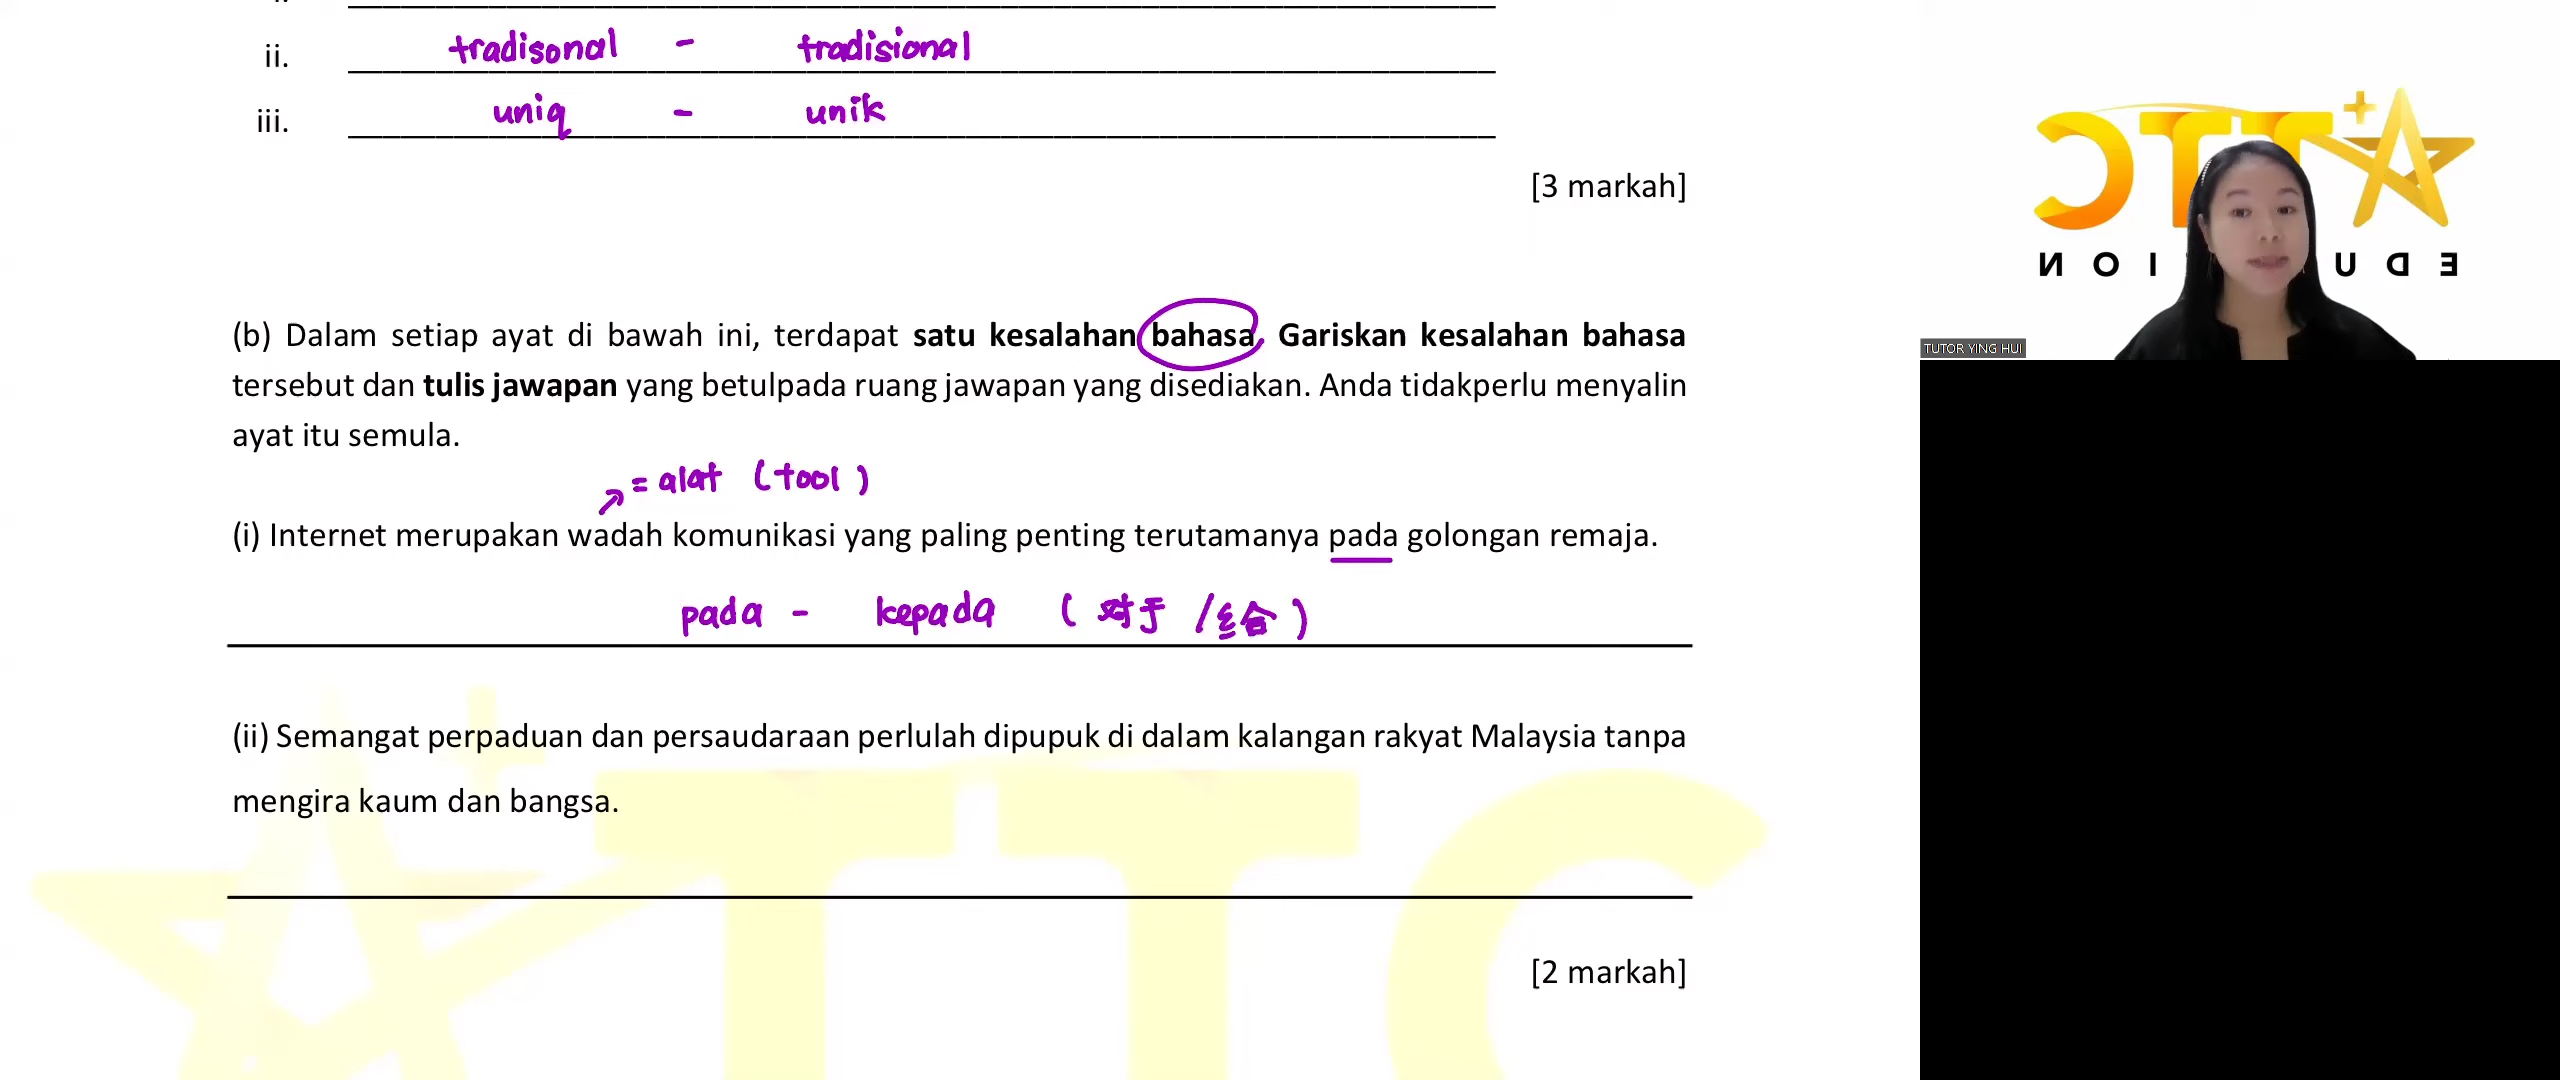 ii. tradisonal - tradisional
iii. uniq - unik
[3 markah]
(b) Dalam setiap ayat di bawah ini, terdapat satu kesalahan bahasa. Gariskan kesalahan bahasa
tersebut dan tulis jawapan yang betulpada ruang jawapan yang disediakan. Anda tidakperlu menyalin
ayat itu semula.
= alat (tool)
(i) Internet merupakan wadah komunikasi yang paling penting terutamanya pada golongan remaja.
pada - kepada (对于 /给)
(ii) Semangat perpaduan dan persaudaraan perlulah dipupuk di dalam kalangan rakyat Malaysia tanpa
mengira kaum dan bangsa.
[2 markah]
TTC
TUTOR YING HUI